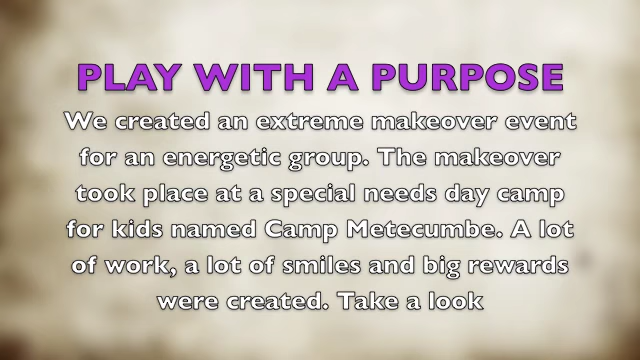 PLAY WITH A PURPOSE
We created an extreme makeover event
for an energetic group. The makeover
took place at a special needs day camp
for kids named Camp Metecumbe. A lot
of work, a lot of smiles and big rewards
were created. Take a look